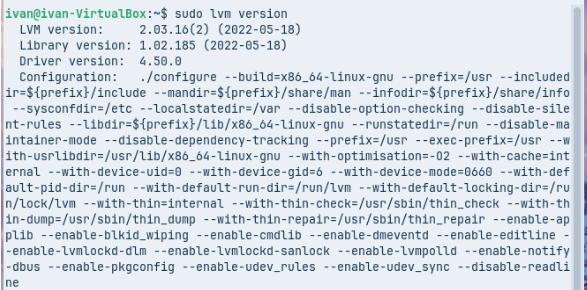 ivan@ivan-VirtualBox:~$ sudo lvm version
  LVM version:     2.03.16(2) (2022-05-18)
  Library version: 1.02.185 (2022-05-18)
  Driver version:  4.50.0
  Configuration:   ./configure --build=x86_64-linux-gnu --prefix=/usr --included
ir=${prefix}/include --mandir=${prefix}/share/man --infodir=${prefix}/share/info
 --sysconfdir=/etc --localstatedir=/var --disable-option-checking --disable-sile
nt-rules --libdir=${prefix}/lib/x86_64-linux-gnu --runstatedir=/run --disable-ma
intainer-mode --disable-dependency-tracking --prefix=/usr --exec-prefix=/usr --w
ith-usrlibdir=/usr/lib/x86_64-linux-gnu --with-optimisation=-O2 --with-cache=int
ernal --with-device-uid=0 --with-device-gid=6 --with-device-mode=0660 --with-def
ault-pid-dir=/run --with-default-run-dir=/run/lvm --with-default-locking-dir=/ru
n/lock/lvm --with-thin=internal --with-thin-check=/usr/sbin/thin_check --with-th
in-dump=/usr/sbin/thin_dump --with-thin-repair=/usr/sbin/thin_repair --enable-ap
plib --enable-blkid_wiping --enable-cmdlib --enable-dmeventd --enable-editline -
-enable-lvmlockd-dlm --enable-lvmlockd-sanlock --enable-lvmpolld --enable-notify
-dbus --enable-pkgconfig --enable-udev_rules --enable-udev_sync --disable-readli
ne